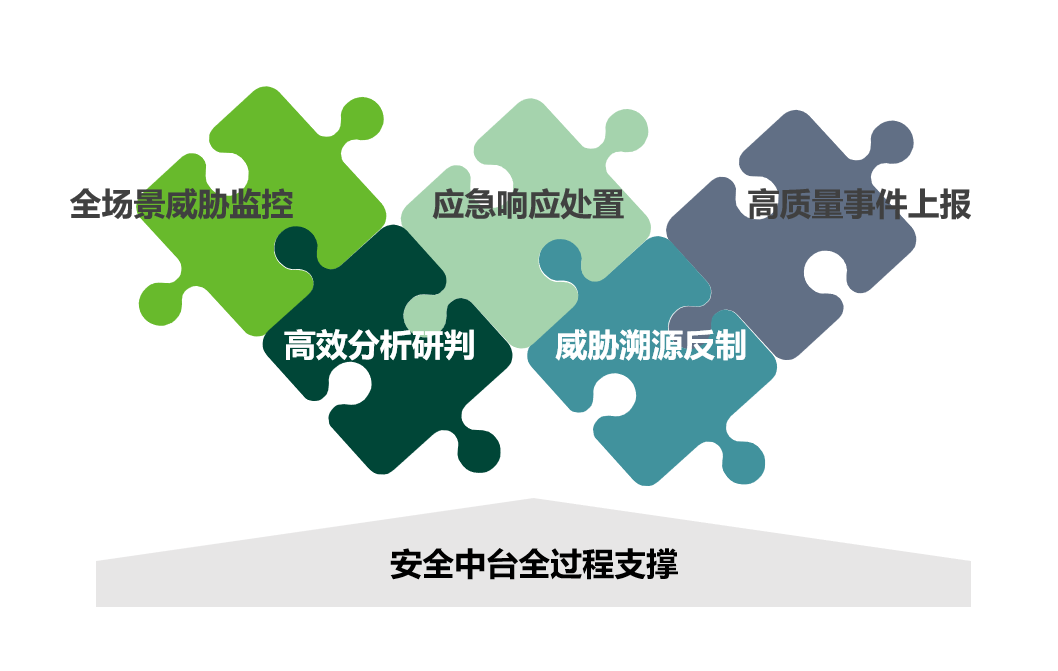 全场景威胁监控
应急响应处置
高质量事件上报
高效分析研判
威胁溯源反制
安全中台全过程支撑